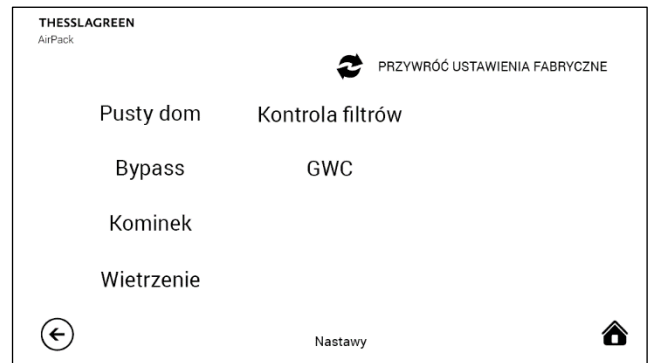 THESSLAGREEN
AirPack
PRZYWRÓĆ USTAWIENIA FABRYCZNE
Pusty dom Kontrola filtrów
Bypass GWC
Kominek
Wietrzenie
Nastawy